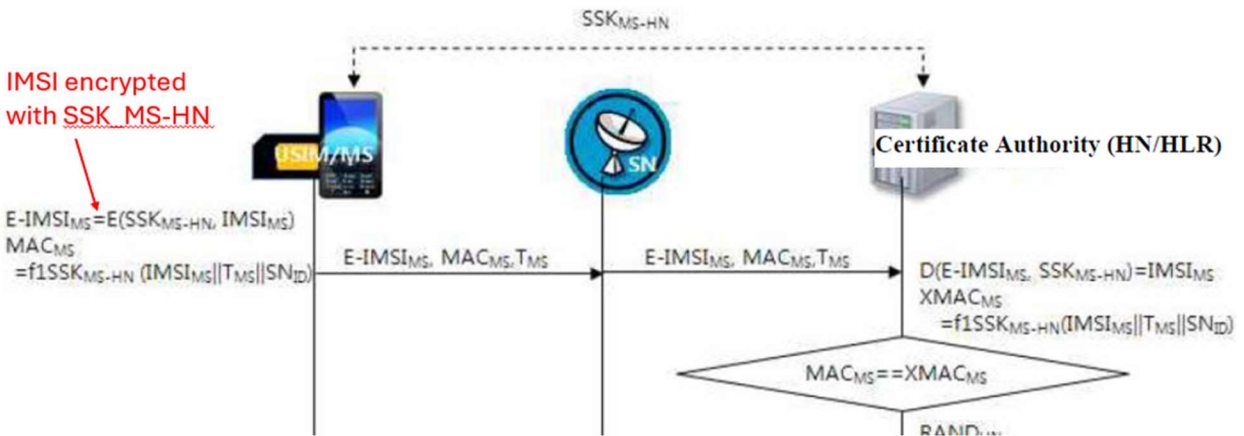 SSKMS-HN
IMSI encrypted
with SSK_MS-HN
USIM/MS
SN
Certificate Authority (HN/HLR)
E-IMSIMS=E(SSKMS-HN, IMSIMS)
MACMS
=f1SSKMS-HN (IMSIMS||TMS||SNID)
E-IMSIMS, MACMS,TMS
E-IMSIMS, MACMS,TMS
D(E-IMSIMS, SSKMS-HN)=IMSIMS
XMACMS
=f1SSKMS-HN(IMSIMS||TMS||SNID)
MACMS==XMACMS
RANDHN